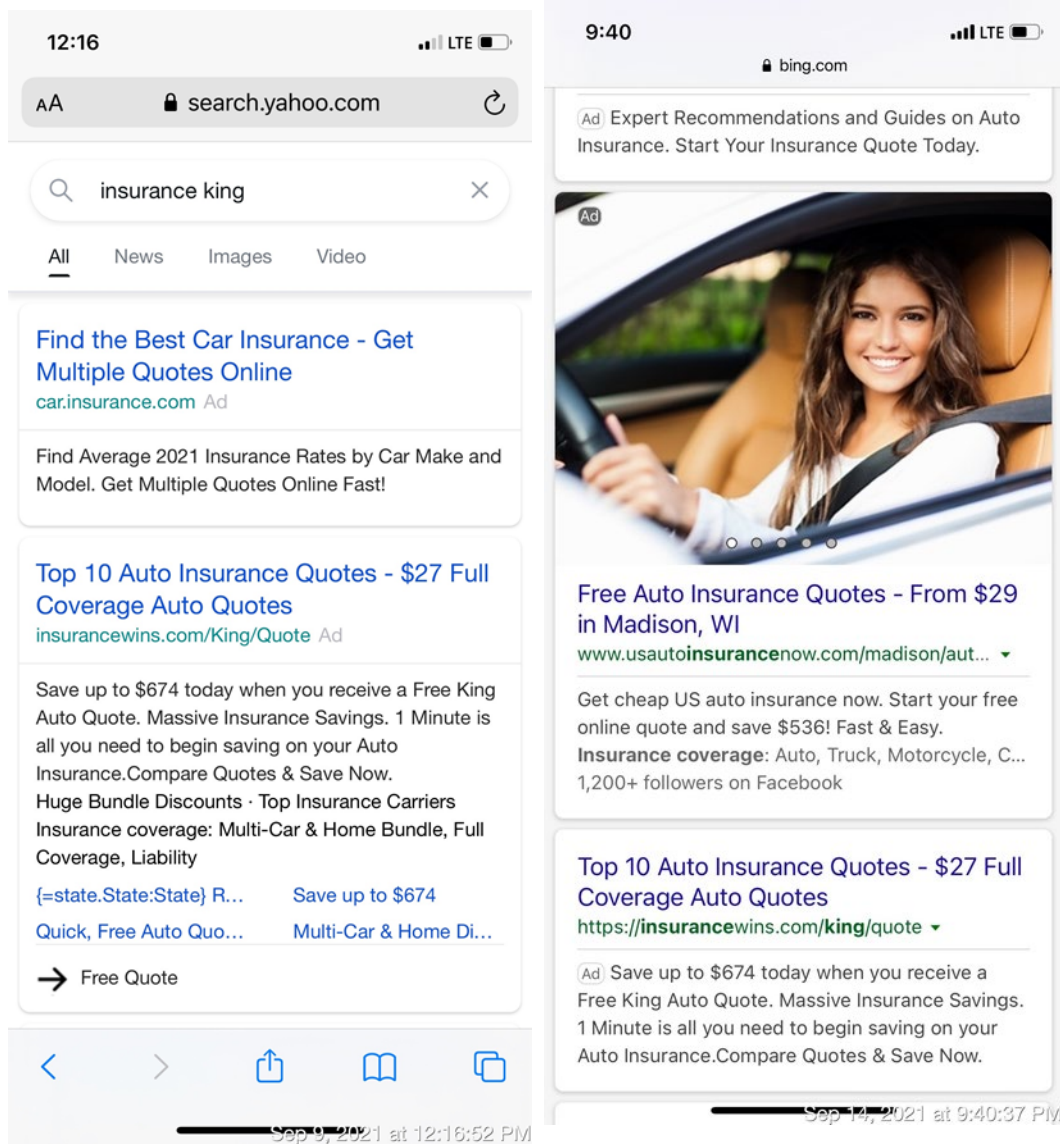 12:16
LTE
AA search.yahoo.com
insurance king
All News Images Video
Find the Best Car Insurance - Get
Multiple Quotes Online
car.insurance.com Ad
Find Average 2021 Insurance Rates by Car Make and
Model. Get Multiple Quotes Online Fast!
Top 10 Auto Insurance Quotes - $27 Full
Coverage Auto Quotes
insurancewins.com/King/Quote Ad
Save up to $674 today when you receive a Free King
Auto Quote. Massive Insurance Savings. 1 Minute is
all you need to begin saving on your Auto
Insurance.Compare Quotes & Save Now.
Huge Bundle Discounts · Top Insurance Carriers
Insurance coverage: Multi-Car & Home Bundle, Full
Coverage, Liability
{=state.State:State} R... Save up to $674
Quick, Free Auto Quo... Multi-Car & Home Di...
Free Quote
Sep 9, 2021 at 12:16:52 PM
9:40
LTE
bing.com
Ad Expert Recommendations and Guides on Auto
Insurance. Start Your Insurance Quote Today.
Ad
Free Auto Insurance Quotes - From $29
in Madison, WI
www.usautoinsurancenow.com/madison/aut...
Get cheap US auto insurance now. Start your free
online quote and save $536! Fast & Easy.
Insurance coverage: Auto, Truck, Motorcycle, C...
1,200+ followers on Facebook
Top 10 Auto Insurance Quotes - $27 Full
Coverage Auto Quotes
https://insurancewins.com/king/quote
Ad Save up to $674 today when you receive a
Free King Auto Quote. Massive Insurance Savings.
1 Minute is all you need to begin saving on your
Auto Insurance.Compare Quotes & Save Now.
Sep 14, 2021 at 9:40:37 PM